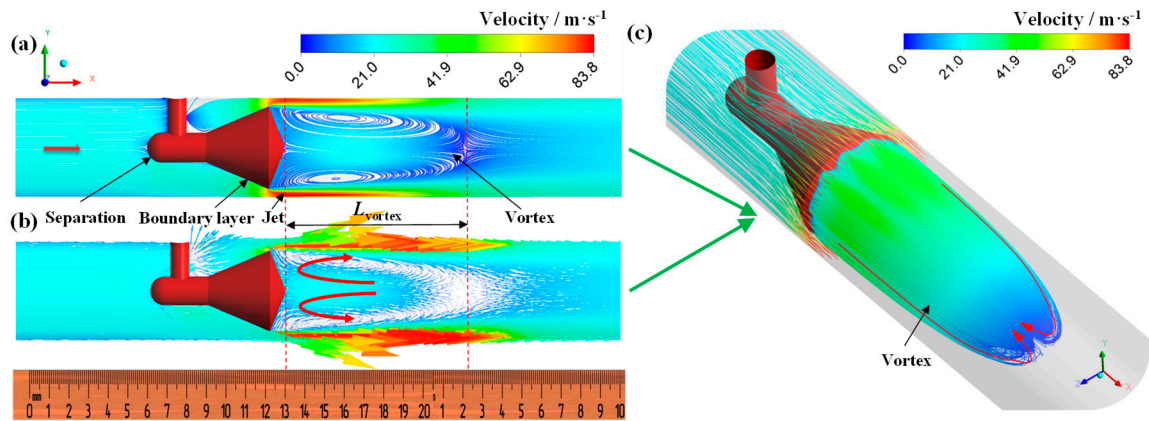 (a)
Y
X
Z
Velocity / m·s⁻¹
0.0
21.0
41.9
62.9
83.8
Separation
Boundary layer
Jet
Vortex
(b)
Lvortex
mm
0 1 2 3 4 5 6 7 8 9 10 11 12 13 14 15 16 17 18 19 20 1 2 3 4 5 6 7 8 9 10
(c)
Velocity / m·s⁻¹
0.0
21.0
41.9
62.9
83.8
Vortex
Y
Z
X